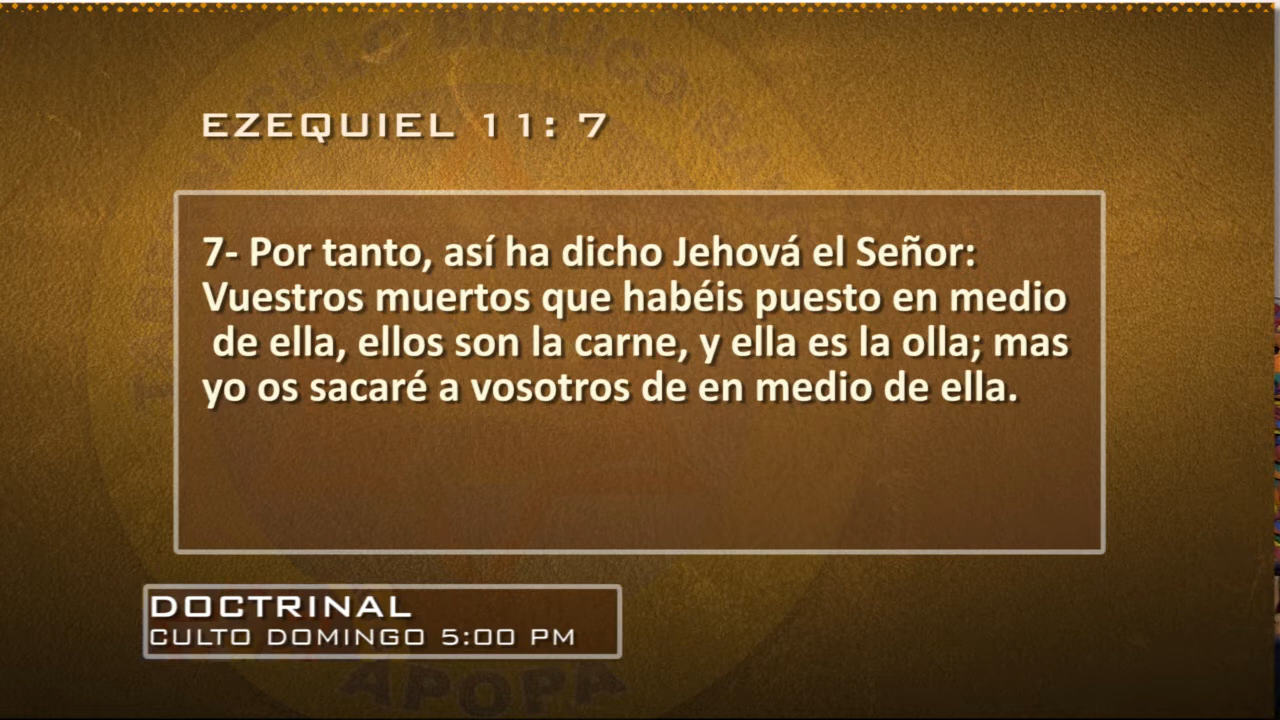 EZEQUIEL 11: 7
7- Por tanto, así ha dicho Jehová el Señor:
Vuestros muertos que habéis puesto en medio
de ella, ellos son la carne, y ella es la olla; mas
yo os sacaré a vosotros de en medio de ella.
DOCTRINAL
CULTO DOMINGO 5:00 PM
APOPA